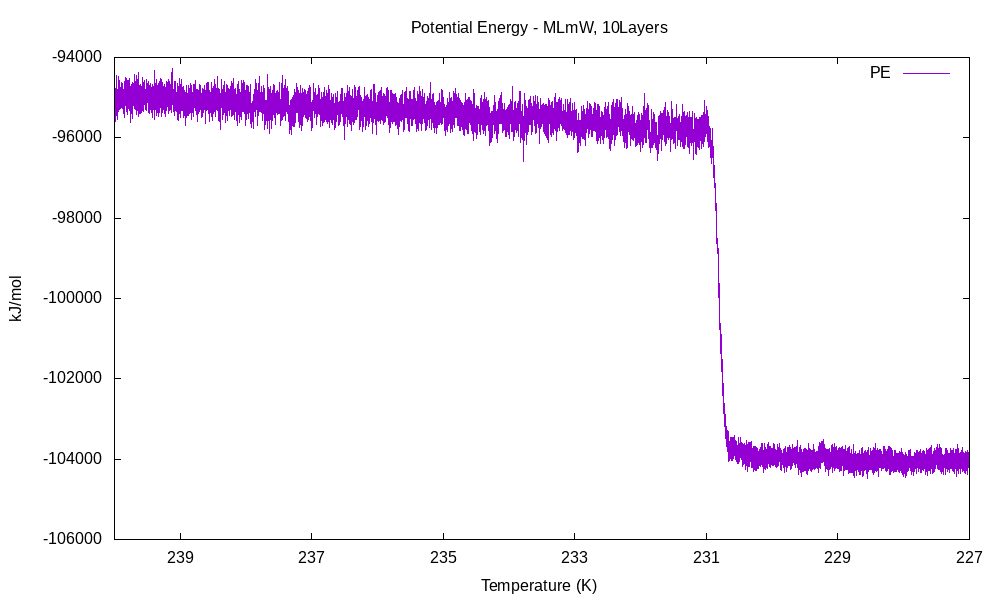 Potential Energy - MLmW, 10Layers
PE
-94000
-96000
-98000
-100000
-102000
-104000
-106000
kJ/mol
239 237 235 233 231 229 227
Temperature (K)